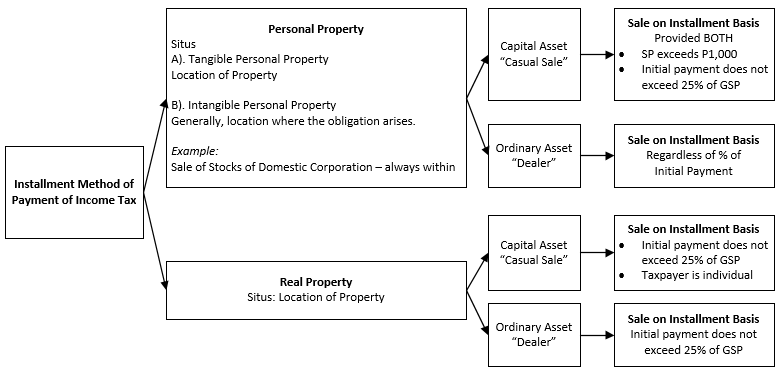 Installment Method of
Payment of Income Tax
Personal Property
Situs
A). Tangible Personal Property
Location of Property
B). Intangible Personal Property
Generally, location where the obligation arises.
Example:
Sale of Stocks of Domestic Corporation – always within
Capital Asset
“Casual Sale”
Sale on Installment Basis
Provided BOTH
• SP exceeds P1,000
• Initial payment does not
exceed 25% of GSP
Ordinary Asset
“Dealer”
Sale on Installment Basis
Regardless of % of
Initial Payment
Real Property
Situs: Location of Property
Capital Asset
“Casual Sale”
Sale on Installment Basis
• Initial payment does not
exceed 25% of GSP
• Taxpayer is individual
Ordinary Asset
“Dealer”
Sale on Installment Basis
Initial payment does not
exceed 25% of GSP